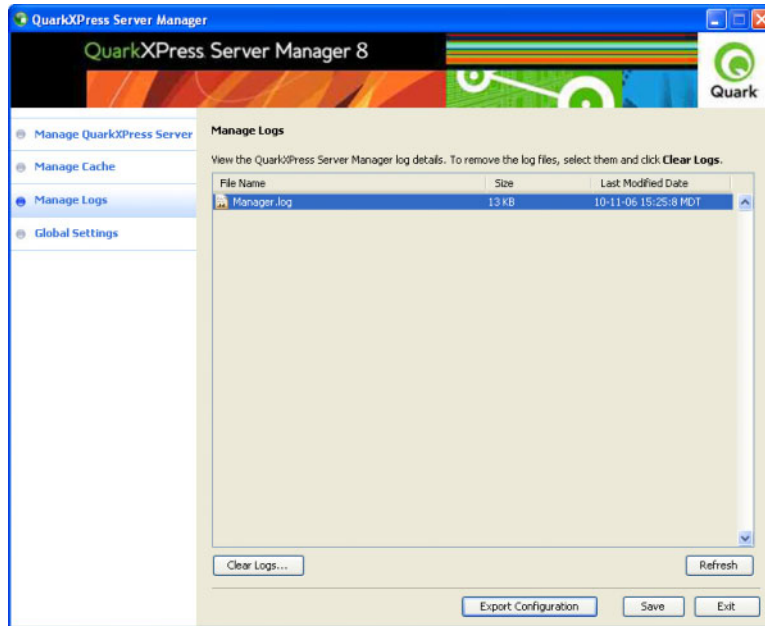 QuarkXPress Server Manager
QuarkXPress Server Manager 8
Quark
Manage QuarkXPress Server
Manage Cache
Manage Logs
Global Settings
Manage Logs
View the QuarkXPress Server Manager log details. To remove the log files, select them and click Clear Logs.
File Name Size Last Modified Date
Manager.log 13 KB 10-11-06 15:25:8 MDT
Clear Logs... Refresh
Export Configuration Save Exit